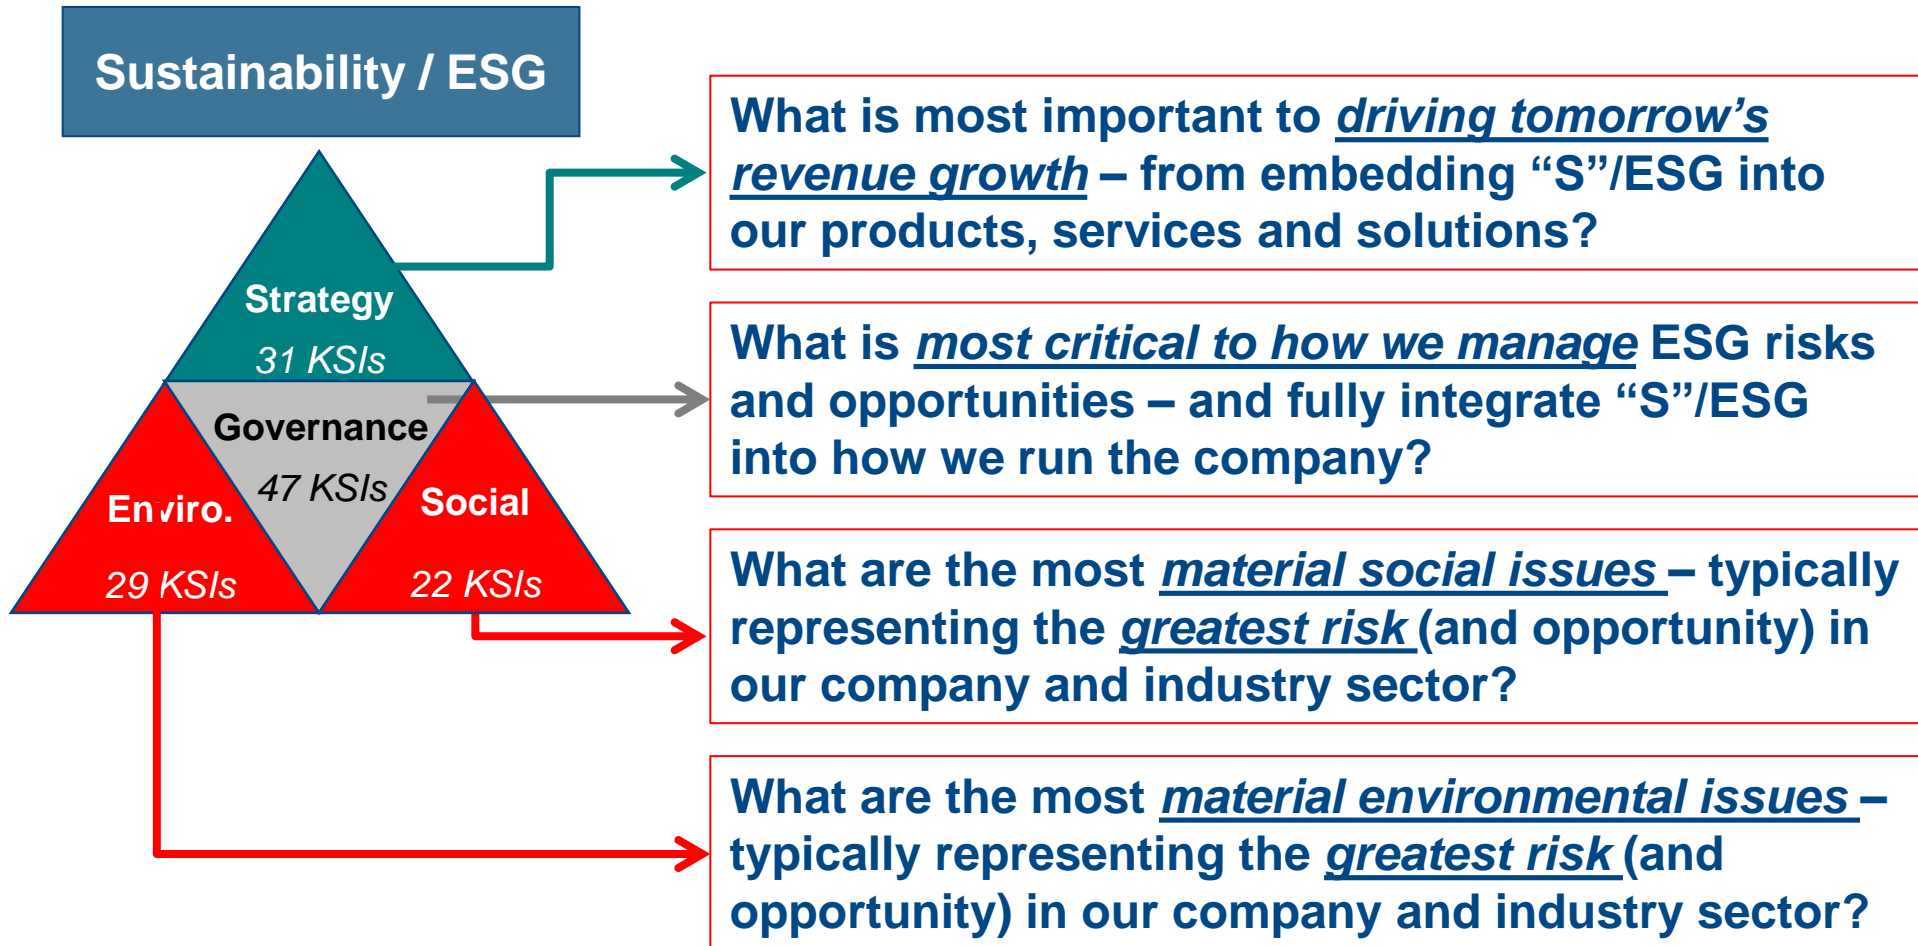 Sustainability / ESG
What is most important to driving tomorrow’s
revenue growth – from embedding “S”/ESG into
our products, services and solutions?
Strategy
31 KSIs
What is most critical to how we manage ESG risks
and opportunities – and fully integrate “S”/ESG
into how we run the company?
Governance
47 KSIs
Enviro.
29 KSIs
Social
22 KSIs
What are the most material social issues – typically
representing the greatest risk (and opportunity) in
our company and industry sector?
What are the most material environmental issues –
typically representing the greatest risk (and
opportunity) in our company and industry sector?